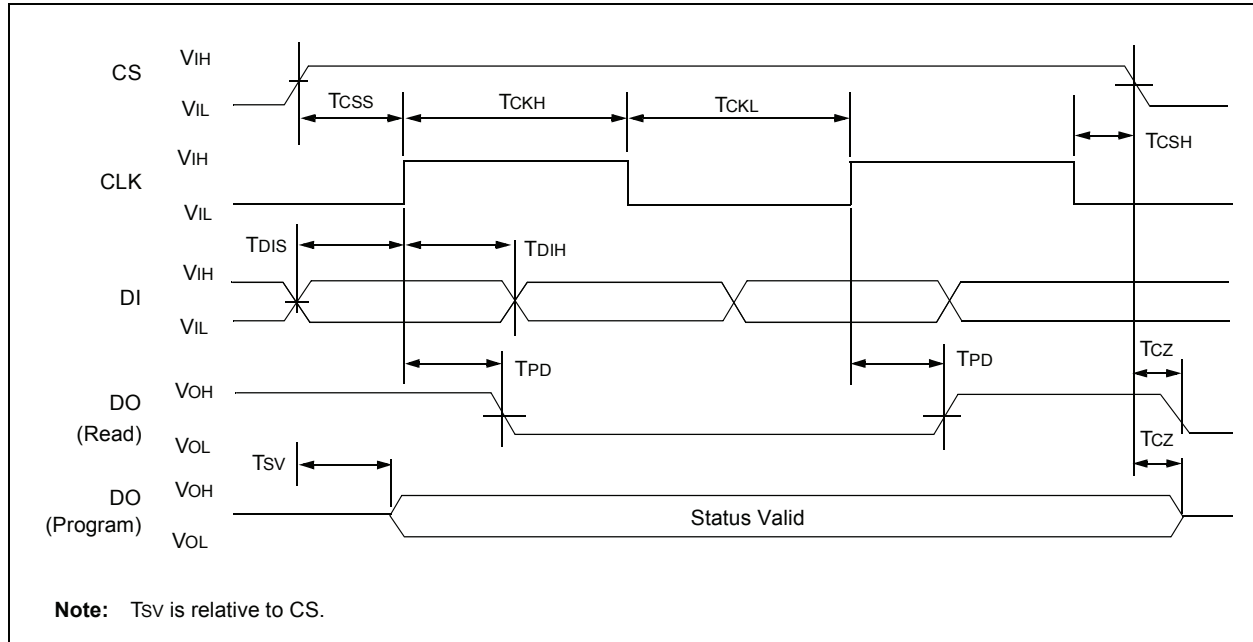 CS
VIH
VIL
TCSS
TCKH
TCKL
TCSH
CLK
VIH
VIL
TDIS
TDIH
DI
VIH
VIL
TPD
TPD
TCZ
DO
(Read)
VOH
VOL
TCZ
TSV
DO
(Program)
VOH
VOL
Status Valid
Note: TSV is relative to CS.